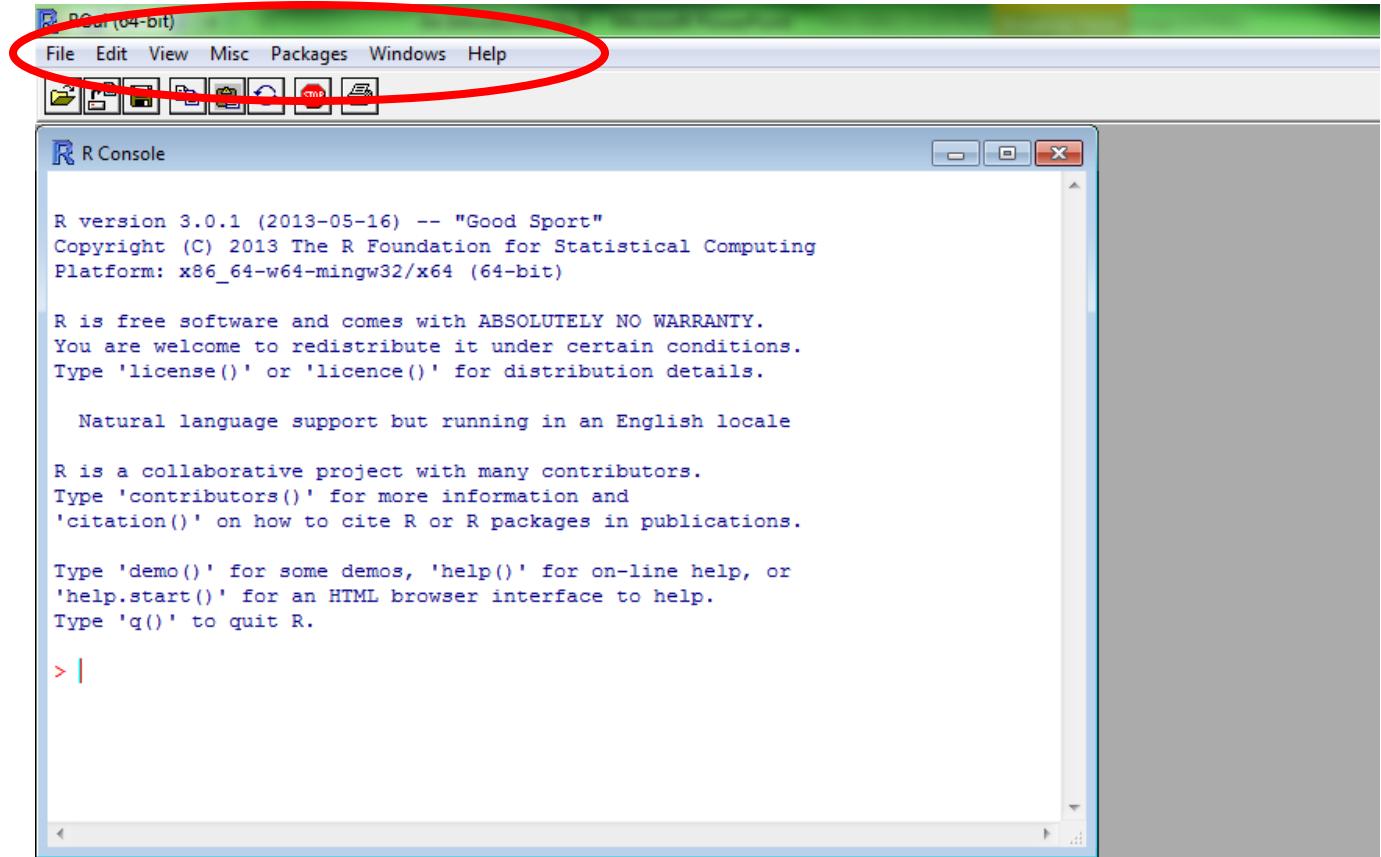 RGui (64-bit)
File Edit View Misc Packages Windows Help
STOP
R Console
R version 3.0.1 (2013-05-16) -- "Good Sport"
Copyright (C) 2013 The R Foundation for Statistical Computing
Platform: x86_64-w64-mingw32/x64 (64-bit)
R is free software and comes with ABSOLUTELY NO WARRANTY.
You are welcome to redistribute it under certain conditions.
Type 'license()' or 'licence()' for distribution details.
Natural language support but running in an English locale
R is a collaborative project with many contributors.
Type 'contributors()' for more information and
'citation()' on how to cite R or R packages in publications.
Type 'demo()' for some demos, 'help()' for on-line help, or
'help.start()' for an HTML browser interface to help.
Type 'q()' to quit R.
>